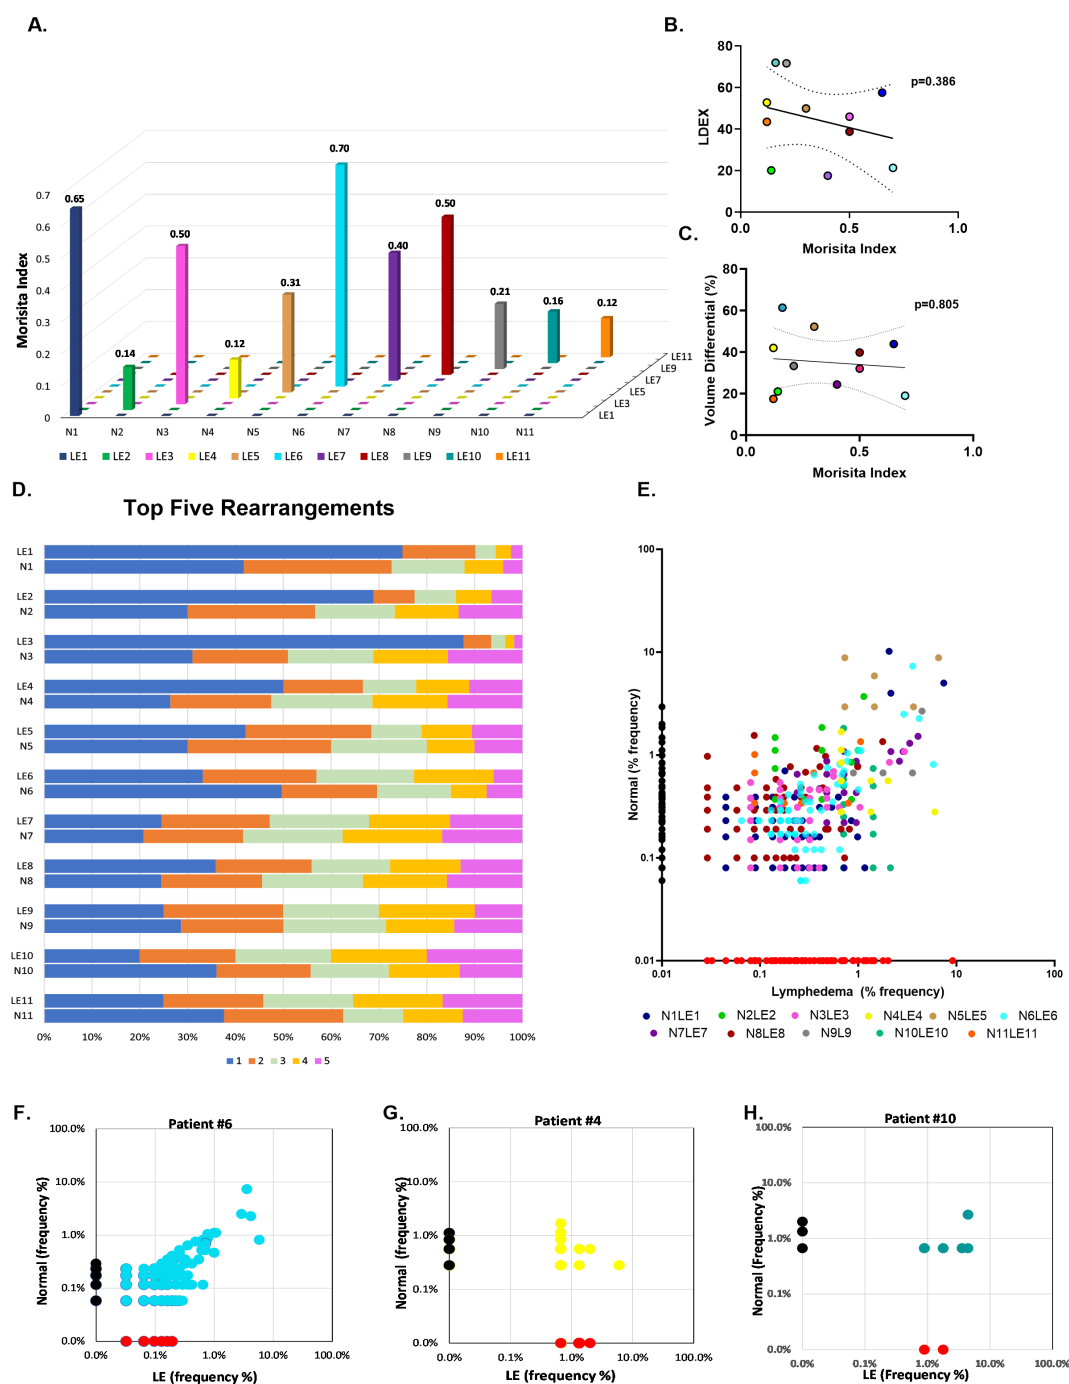 A.
0.7
0.6
0.5
0.4
0.3
0.2
0.1
0
Morisita Index
0.65
0.14
0.50
0.12
0.31
0.70
0.40
0.50
0.21
0.16
0.12
N1 N2 N3 N4 N5 N6 N7 N8 N9 N10 N11
LE11
LE9
LE7
LE5
LE3
LE1
LE1 LE2 LE3 LE4 LE5 LE6 LE7 LE8 LE9 LE10 LE11
B.
80
60
40
20
0
LDEX
p=0.386
0.0 0.5 1.0
Morisita Index
C.
80
60
40
20
0
Volume Differential (%)
p=0.805
0.0 0.5 1.0
Morisita Index
D.
Top Five Rearrangements
LE1
N1
LE2
N2
LE3
N3
LE4
N4
LE5
N5
LE6
N6
LE7
N7
LE8
N8
LE9
N9
LE10
N10
LE11
N11
0% 10% 20% 30% 40% 50% 60% 70% 80% 90% 100%
1 2 3 4 5
E.
100
10
1
0.1
0.01
Normal (% frequency)
0.01 0.1 1 10 100
Lymphedema (% frequency)
N1LE1 N2LE2 N3LE3 N4LE4 N5LE5 N6LE6
N7LE7 N8LE8 N9L9 N10LE10 N11LE11
F.
Patient #6
100.0%
10.0%
1.0%
0.1%
0.0%
Normal (frequency %)
0.0% 0.1% 1.0% 10.0% 100.0%
LE (frequency %)
G.
Patient #4
100.0%
10.0%
1.0%
0.1%
0.0%
Normal (frequency %)
0.0% 0.1% 1.0% 10.0% 100.0%
LE (frequency %)
H.
Patient #10
100.0%
10.0%
1.0%
0.1%
0.0%
Normal (Frequency %)
0.0% 0.1% 1.0% 10.0% 100.0%
LE (Frequency %)